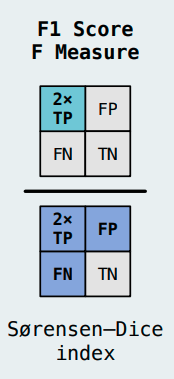 F1 Score
F Measure
2×
TP
FP
FN
TN
2×
TP
FP
FN
TN
Sørensen–Dice
index